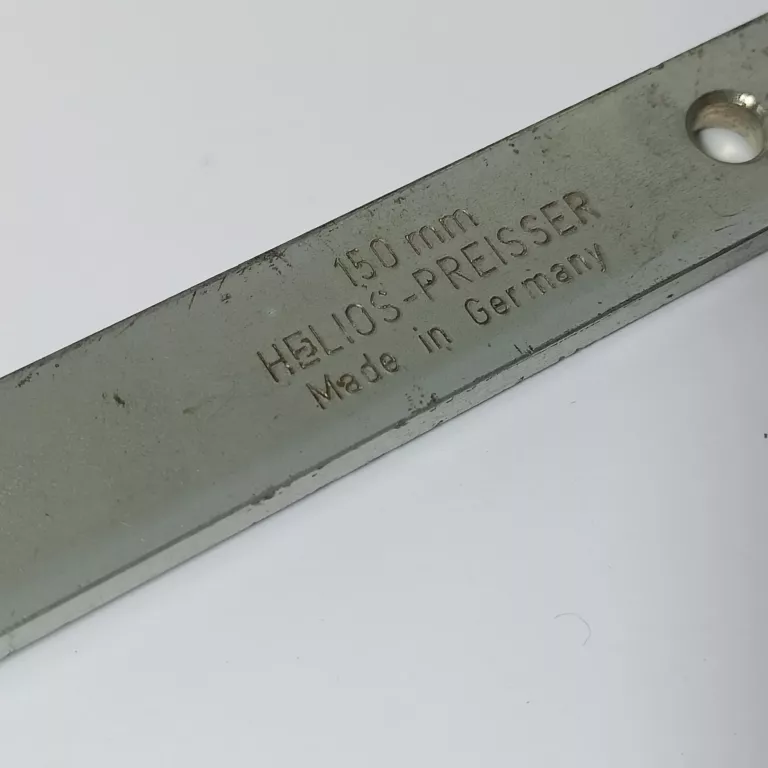 150 mm
HELIOS-PREISSER
Made in Germany